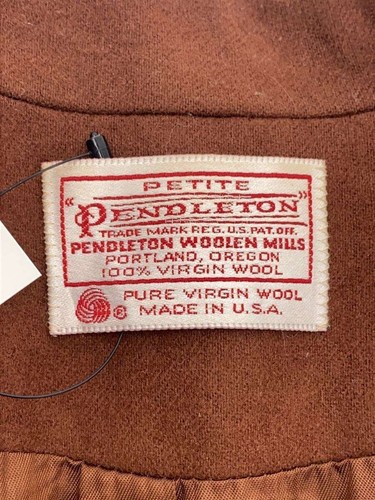 PETITE
"PENDLETON"
TRADE MARK REG. U.S. PAT. OFF.
PENDLETON WOOLEN MILLS
PORTLAND, OREGON
100% VIRGIN WOOL
® PURE VIRGIN WOOL
MADE IN U.S.A.